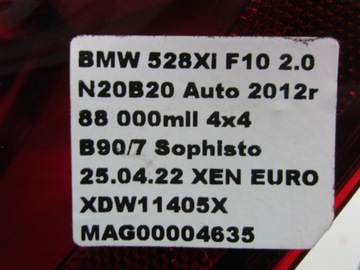 BMW 528XI F10 2.0
N20B20 Auto 2012r
88 000mil 4x4
B90/7 Sophisto
25.04.22 XEN EURO
XDW11405X
MAG00004635